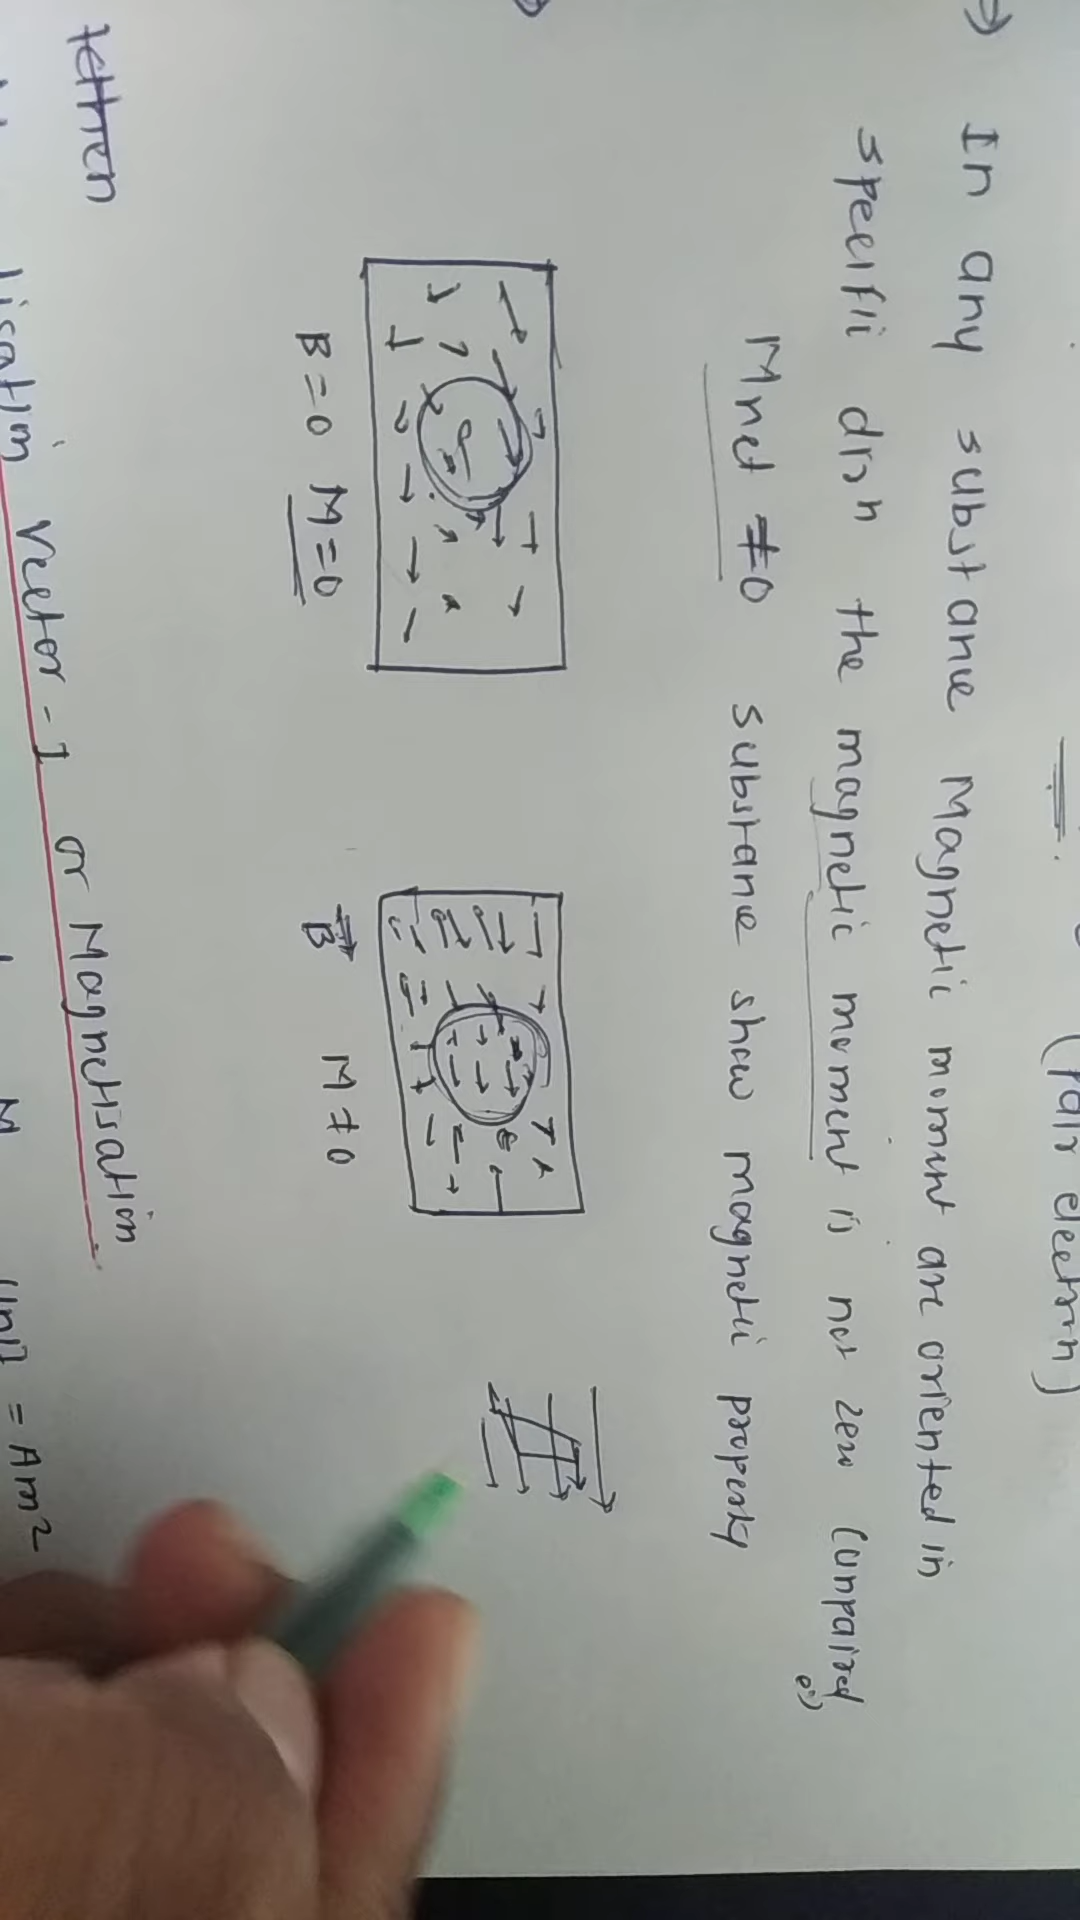 (pair electron)
→ In any substance Magnetic moment are oriented in
specific dirn the magnetic moment is not zero (unpaired e's)
Mnet ≠0 substance show magnetic property
B=0 M=0
B M≠0
Vector - I or Magnetisation
M unit = Am2